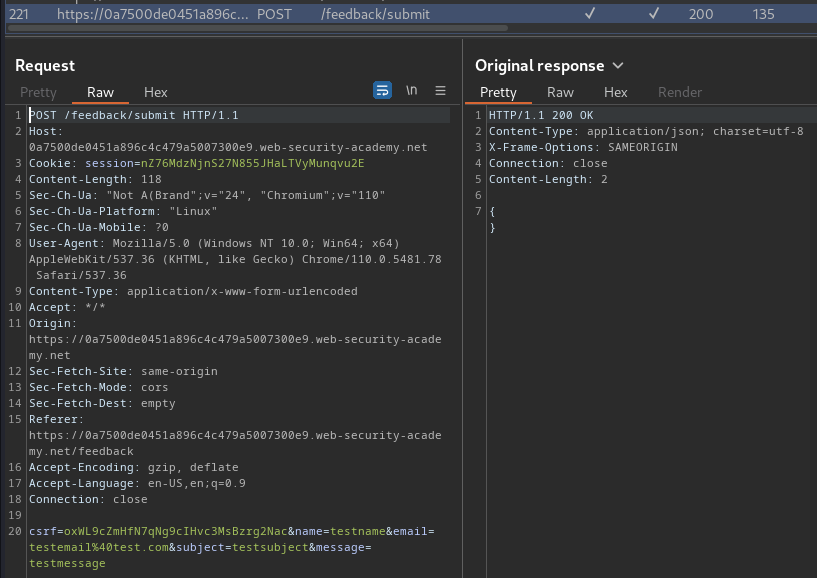 221 https://0a7500de0451a896c... POST /feedback/submit ✓ ✓ 200 135
Request
Pretty Raw Hex
\n
1 POST /feedback/submit HTTP/1.1
2 Host:
0a7500de0451a896c4c479a5007300e9.web-security-academy.net
3 Cookie: session=nZ76MdzNjnS27N855JHaLTVyMunqvu2E
4 Content-Length: 118
5 Sec-Ch-Ua: "Not A(Brand";v="24", "Chromium";v="110"
6 Sec-Ch-Ua-Platform: "Linux"
7 Sec-Ch-Ua-Mobile: ?0
8 User-Agent: Mozilla/5.0 (Windows NT 10.0; Win64; x64)
AppleWebKit/537.36 (KHTML, like Gecko) Chrome/110.0.5481.78
Safari/537.36
9 Content-Type: application/x-www-form-urlencoded
10 Accept: */*
11 Origin:
https://0a7500de0451a896c4c479a5007300e9.web-security-acade
my.net
12 Sec-Fetch-Site: same-origin
13 Sec-Fetch-Mode: cors
14 Sec-Fetch-Dest: empty
15 Referer:
https://0a7500de0451a896c4c479a5007300e9.web-security-acade
my.net/feedback
16 Accept-Encoding: gzip, deflate
17 Accept-Language: en-US,en;q=0.9
18 Connection: close
19
20 csrf=oxWL9cZmHfN7qNg9cIHvc3MsBzrg2Nac&name=testname&email=
testemail%40test.com&subject=testsubject&message=
testmessage
Original response
Pretty Raw Hex Render
1 HTTP/1.1 200 OK
2 Content-Type: application/json; charset=utf-8
3 X-Frame-Options: SAMEORIGIN
4 Connection: close
5 Content-Length: 2
6
7 {
}